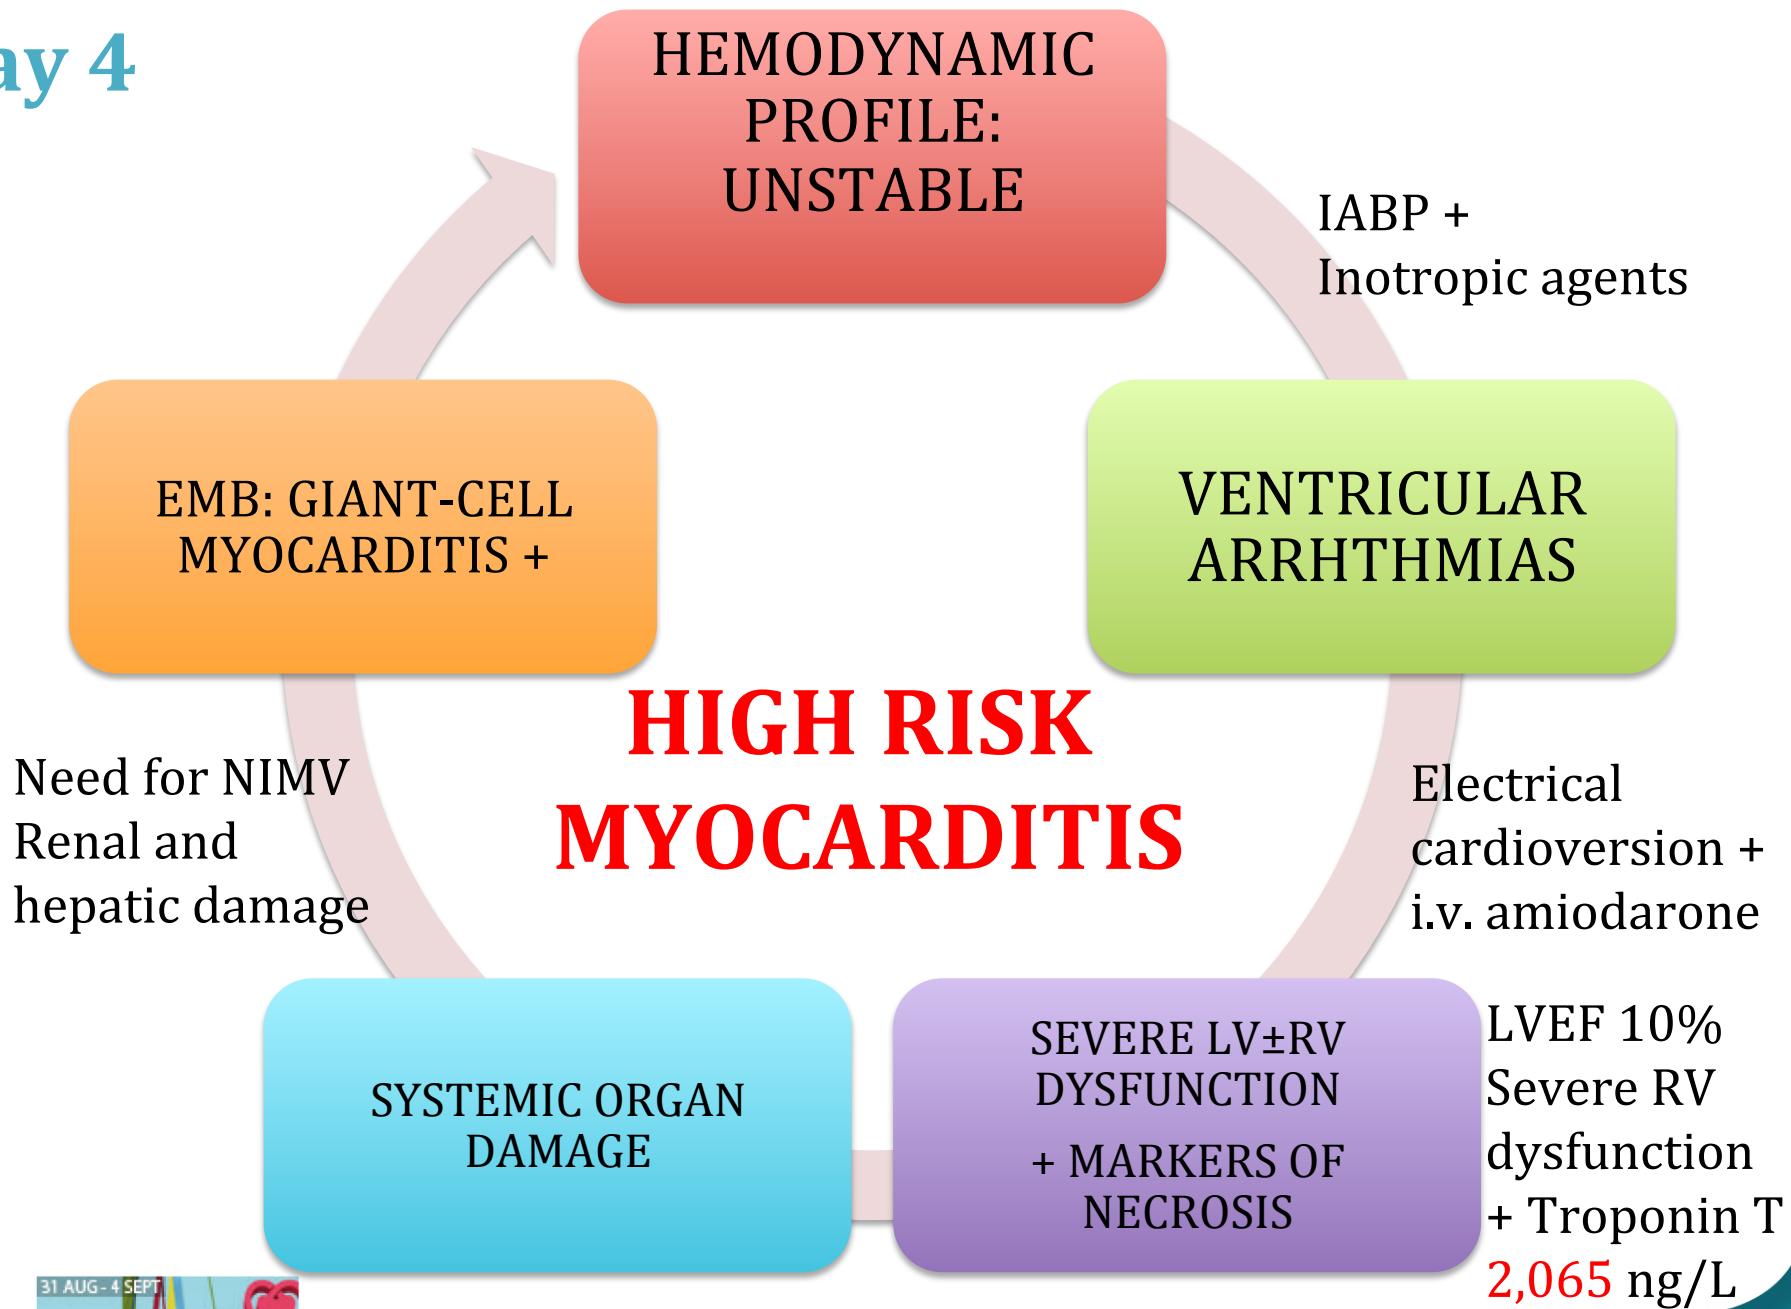 ay 4
HEMODYNAMIC
PROFILE:
UNSTABLE
IABP +
Inotropic agents
VENTRICULAR
ARRHTHMIAS
Electrical
cardioversion +
i.v. amiodarone
SEVERE LV±RV
DYSFUNCTION
+ MARKERS OF
NECROSIS
LVEF 10%
Severe RV
dysfunction
+ Troponin T
2,065 ng/L
SYSTEMIC ORGAN
DAMAGE
Need for NIMV
Renal and
hepatic damage
EMB: GIANT-CELL
MYOCARDITIS +
HIGH RISK
MYOCARDITIS
31 AUG - 4 SEPT